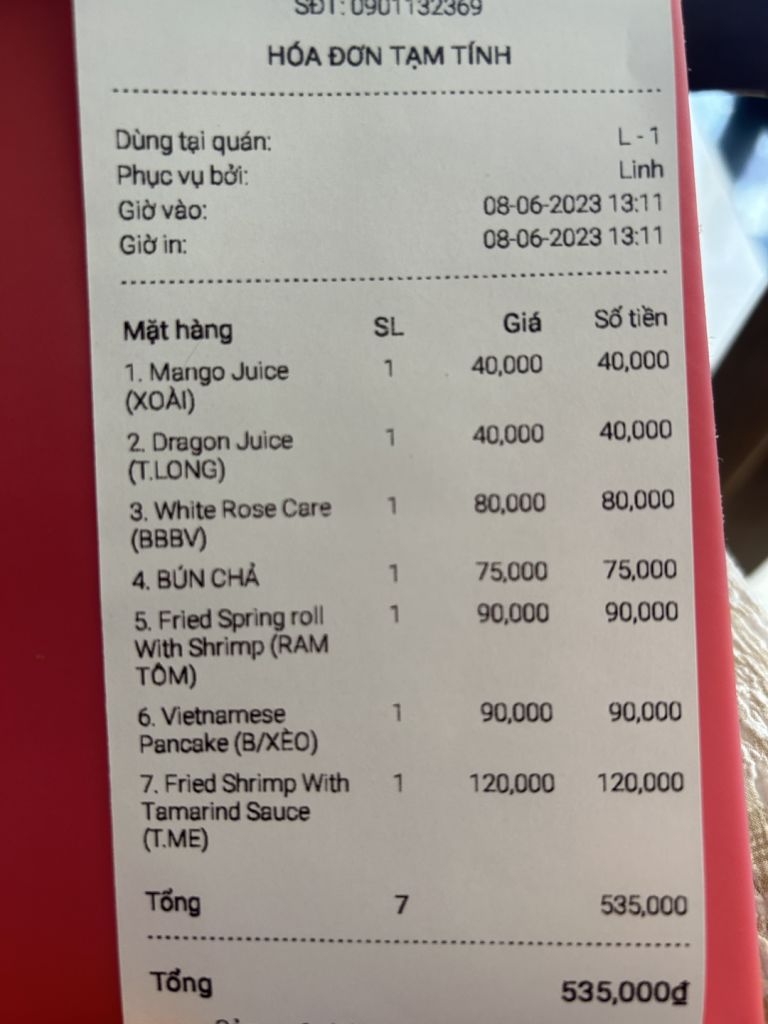 SĐT: 0901132369
HÓA ĐƠN TẠM TÍNH
Dùng tại quán: L - 1
Phục vụ bởi: Linh
Giờ vào: 08-06-2023 13:11
Giờ in: 08-06-2023 13:11
Mặt hàng SL Giá Số tiền
1. Mango Juice 1 40,000 40,000
(XOÀI)
2. Dragon Juice 1 40,000 40,000
(T.LONG)
3. White Rose Care 1 80,000 80,000
(BBBV)
4. BÚN CHẢ 1 75,000 75,000
5. Fried Spring roll 1 90,000 90,000
With Shrimp (RAM
TÔM)
6. Vietnamese 1 90,000 90,000
Pancake (B/XÈO)
7. Fried Shrimp With 1 120,000 120,000
Tamarind Sauce
(T.ME)
Tổng 7 535,000
Tổng 535,000₫